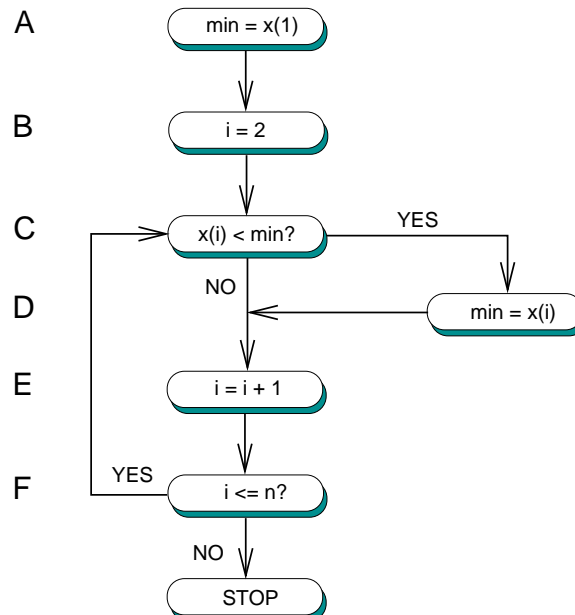 A
min = x(1)
B
i = 2
C
x(i) < min?
YES
NO
D
min = x(i)
E
i = i + 1
F
YES
i <= n?
NO
STOP